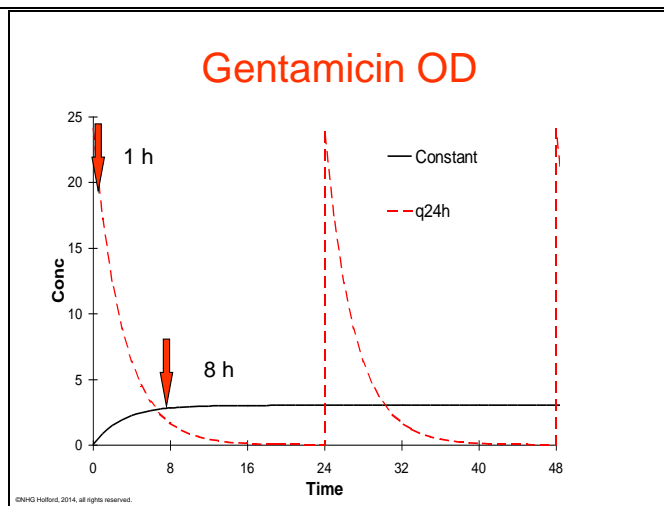 Gentamicin OD
25
20
15
10
5
0
Conc
1 h
8 h
Constant
q24h
0 8 16 24 32 40 48
Time
©NHG Holford, 2014, all rights reserved.